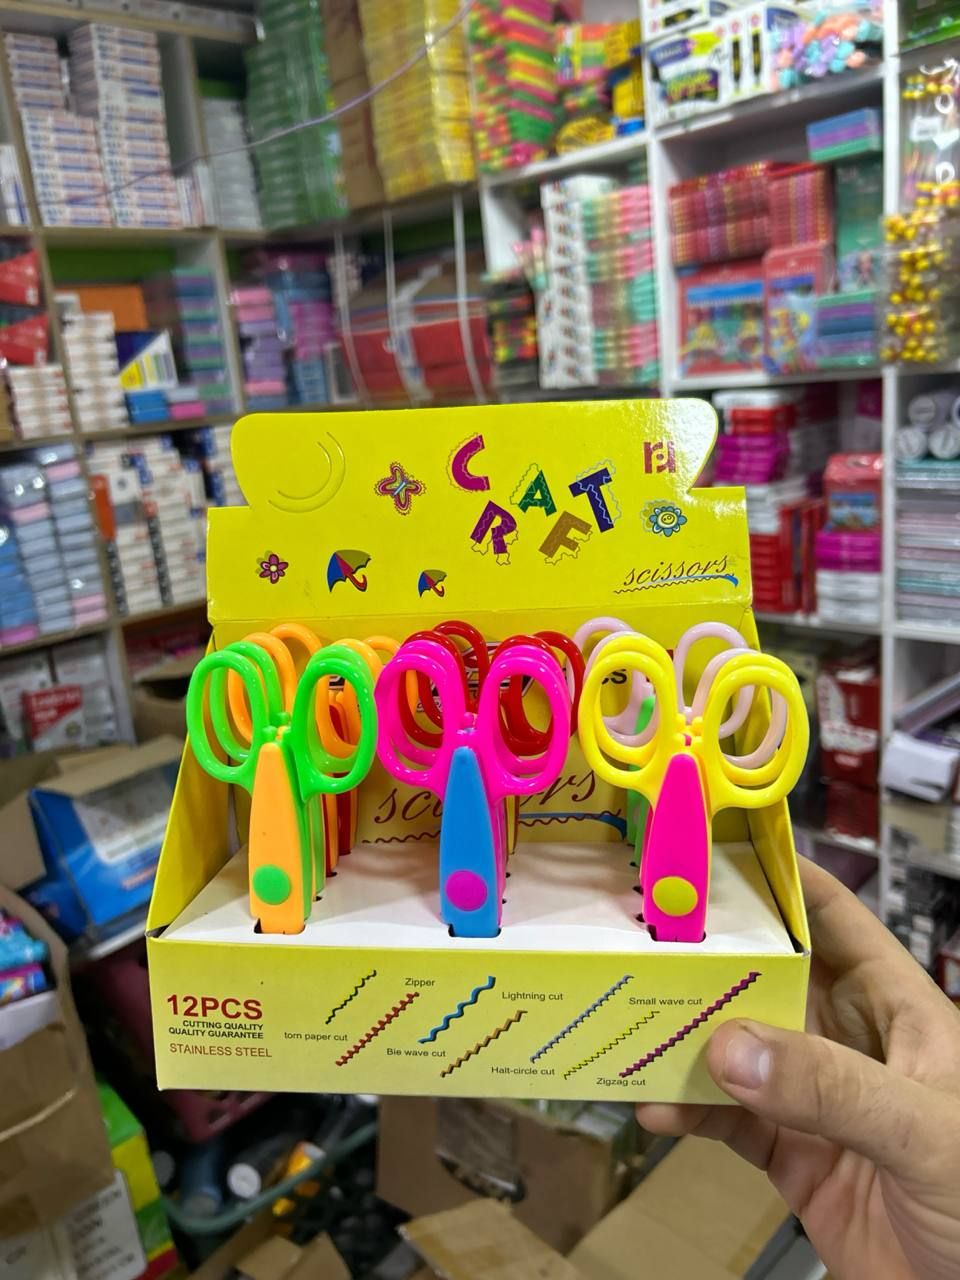 CRAFT
scissors
scissors
12PCS
CUTTING QUALITY
QUALITY GUARANTEE
STAINLESS STEEL
torn paper cut
Zipper
Bie wave cut
Lightning cut
Halt-circle cut
Small wave cut
Zigzag cut